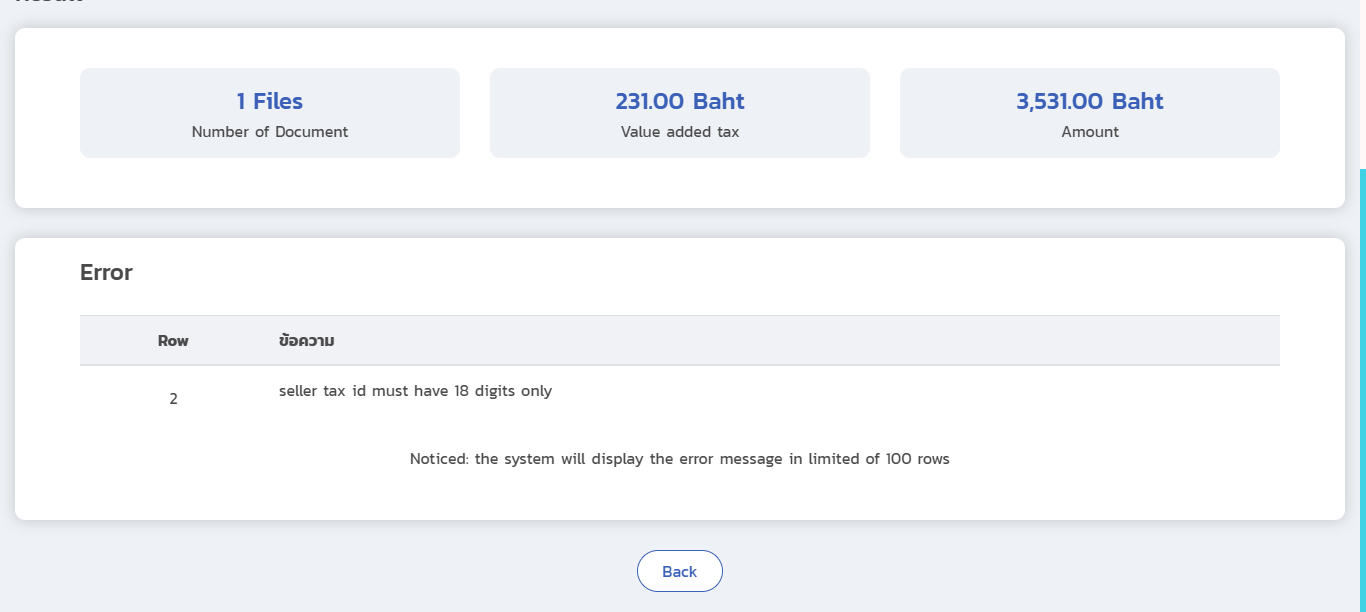 1 Files
Number of Document
231.00 Baht
Value added tax
3,531.00 Baht
Amount
Error
Row ข้อความ
2 seller tax id must have 18 digits only
Noticed: the system will display the error message in limited of 100 rows
Back